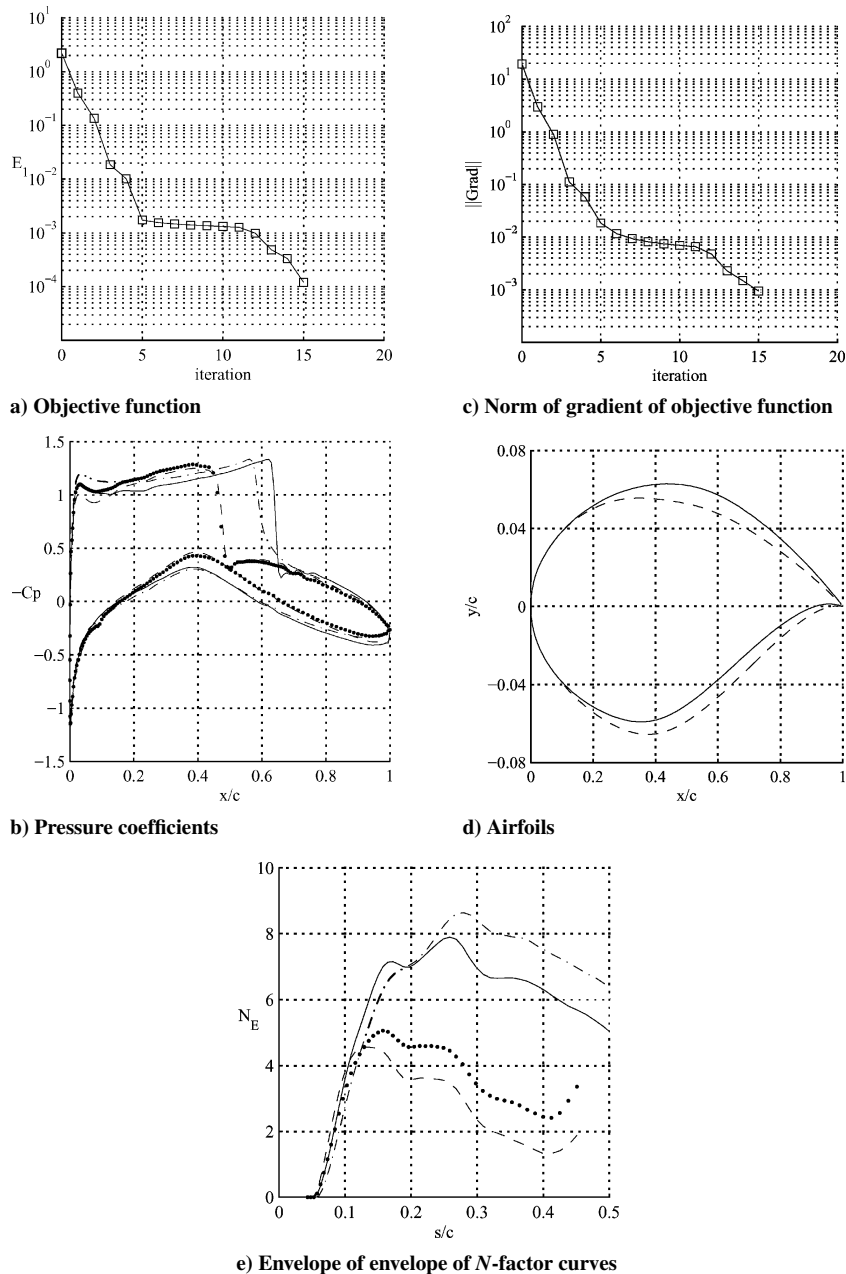 10^1
10^0
10^-1
E_1 10^-2
10^-3
10^-4
0 5 10 15 20
iteration
a) Objective function
10^2
10^1
10^0
10^-1
||Grad||
10^-2
10^-3
0 5 10 15 20
iteration
c) Norm of gradient of objective function
1.5
1
0.5
−Cp
0
−0.5
−1
−1.5
0 0.2 0.4 0.6 0.8 1
x/c
b) Pressure coefficients
0.08
0.04
y/c
0
−0.04
−0.08
0 0.2 0.4 0.6 0.8 1
x/c
d) Airfoils
10
8
6
N_E
4
2
0
0 0.1 0.2 0.3 0.4 0.5
s/c
e) Envelope of envelope of N-factor curves